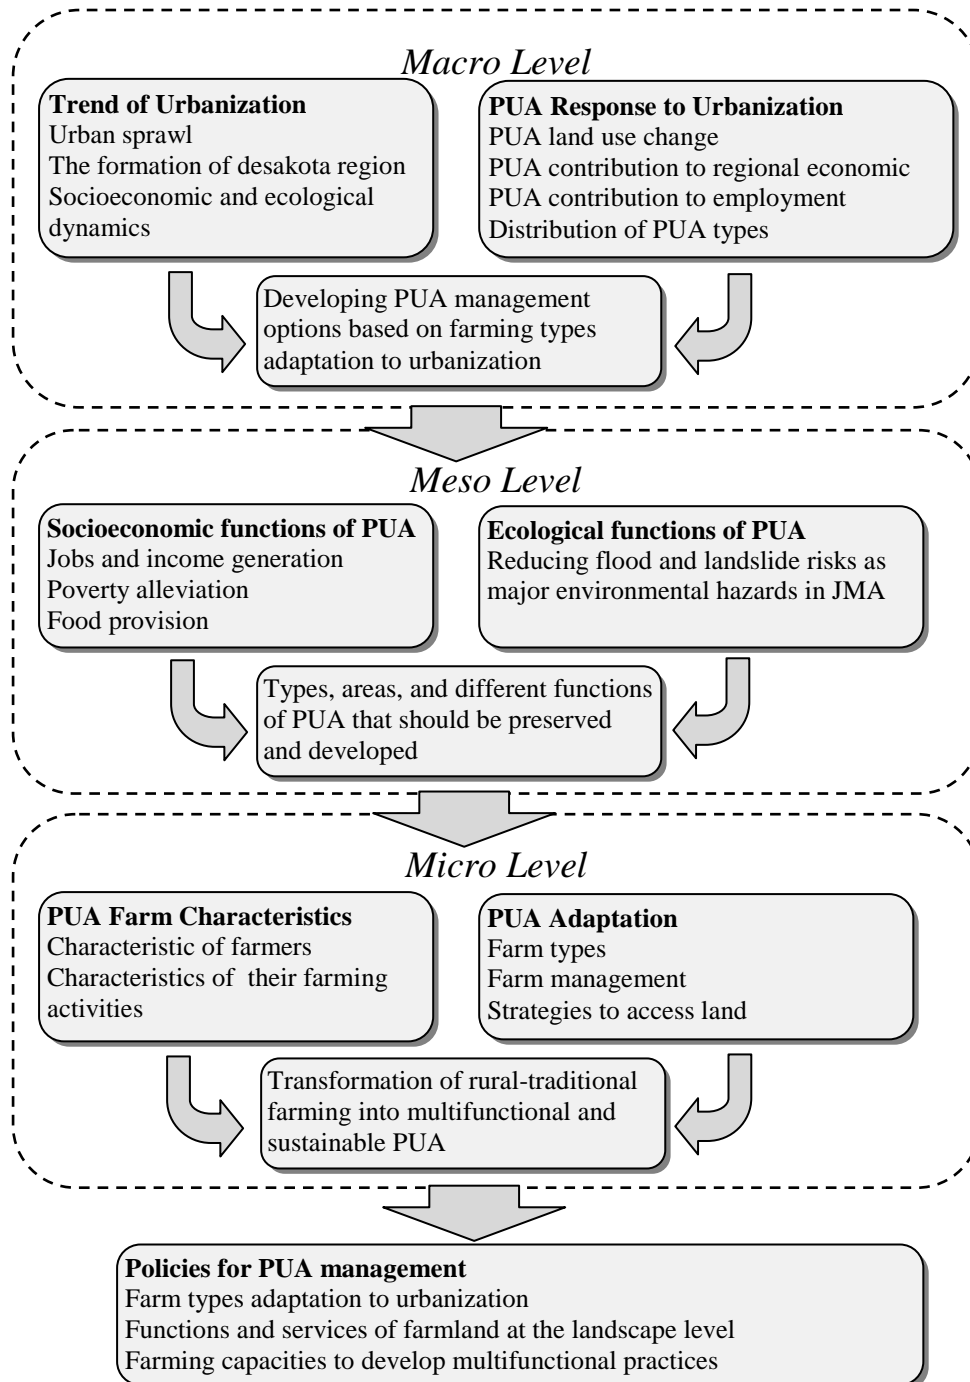 Macro Level
Trend of Urbanization
Urban sprawl
The formation of desakota region
Socioeconomic and ecological
dynamics
PUA Response to Urbanization
PUA land use change
PUA contribution to regional economic
PUA contribution to employment
Distribution of PUA types
Developing PUA management
options based on farming types
adaptation to urbanization
Meso Level
Socioeconomic functions of PUA
Jobs and income generation
Poverty alleviation
Food provision
Ecological functions of PUA
Reducing flood and landslide risks as
major environmental hazards in JMA
Types, areas, and different functions
of PUA that should be preserved
and developed
Micro Level
PUA Farm Characteristics
Characteristic of farmers
Characteristics of their farming
activities
PUA Adaptation
Farm types
Farm management
Strategies to access land
Transformation of rural-traditional
farming into multifunctional and
sustainable PUA
Policies for PUA management
Farm types adaptation to urbanization
Functions and services of farmland at the landscape level
Farming capacities to develop multifunctional practices